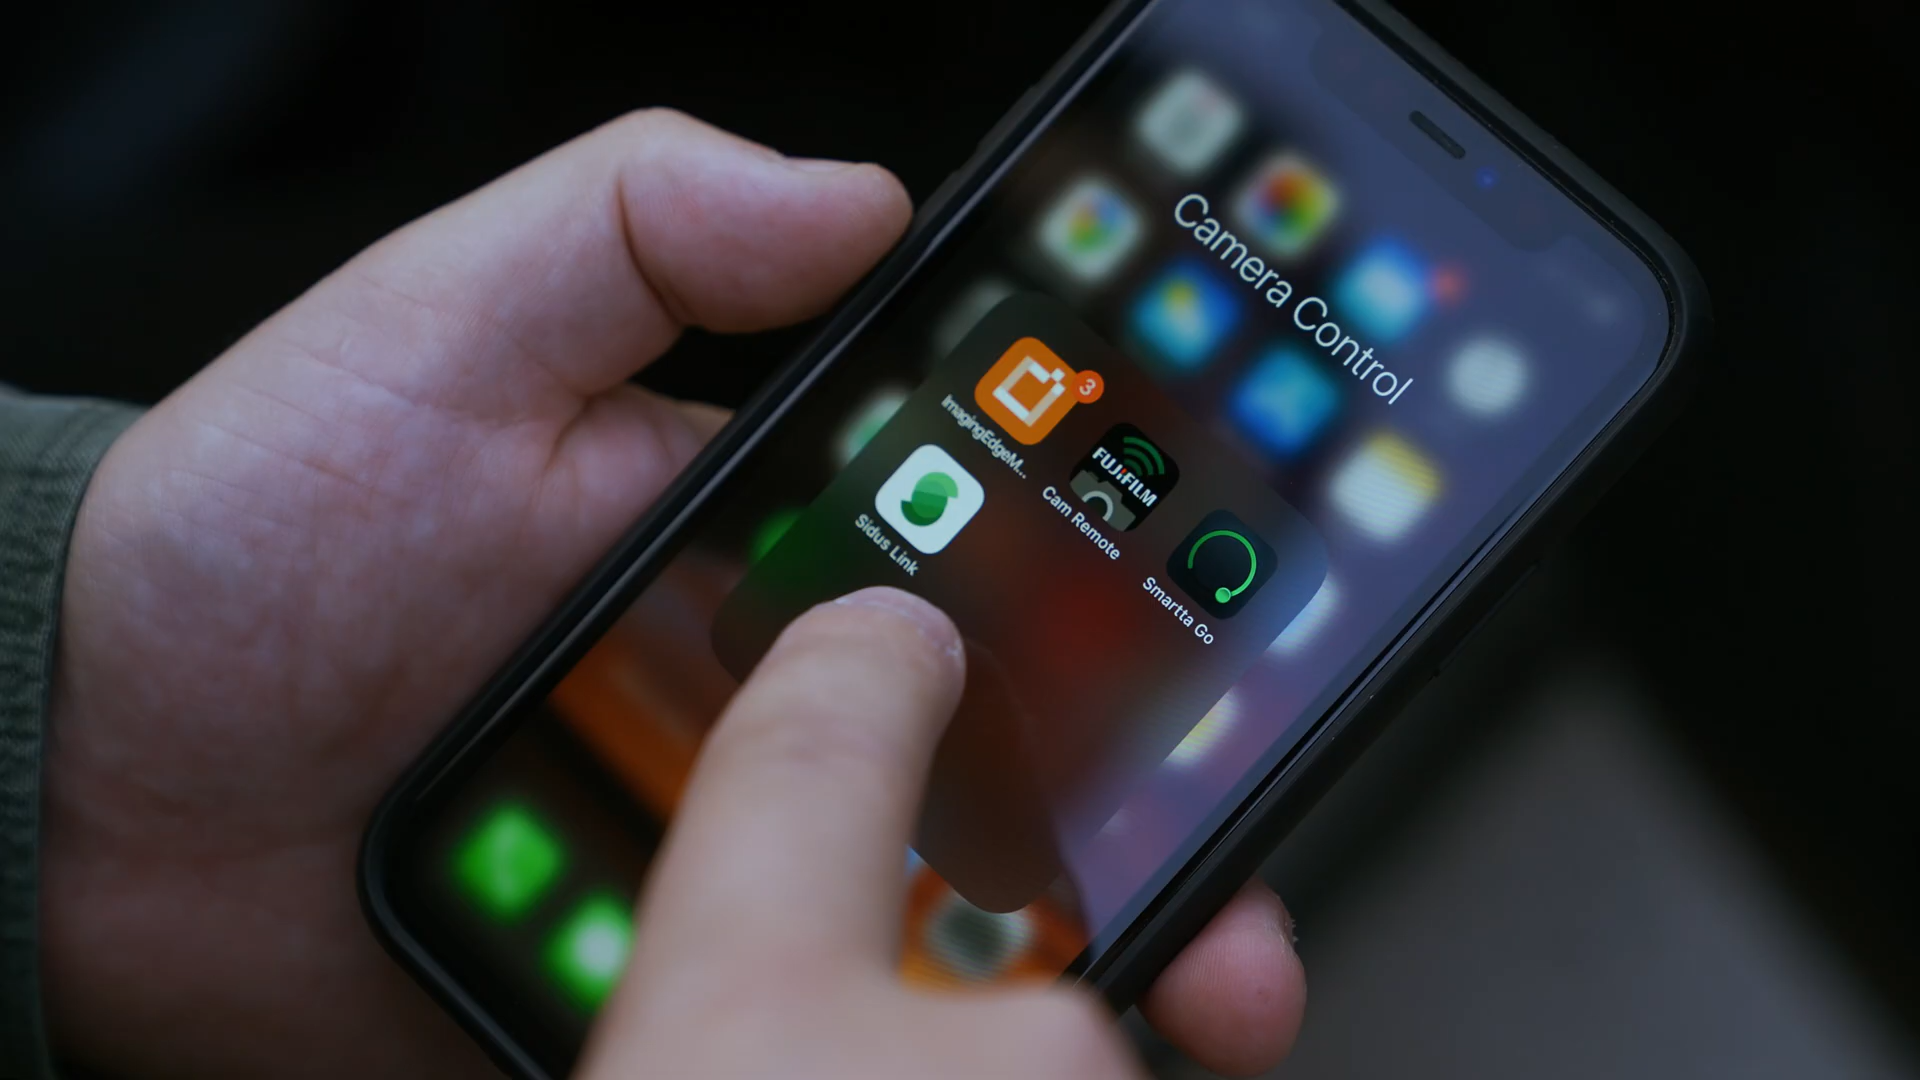 Camera Control
3
ImagingEdgeM...
FUJIFILM
Cam Remote
Smartta Go
Sidus Link